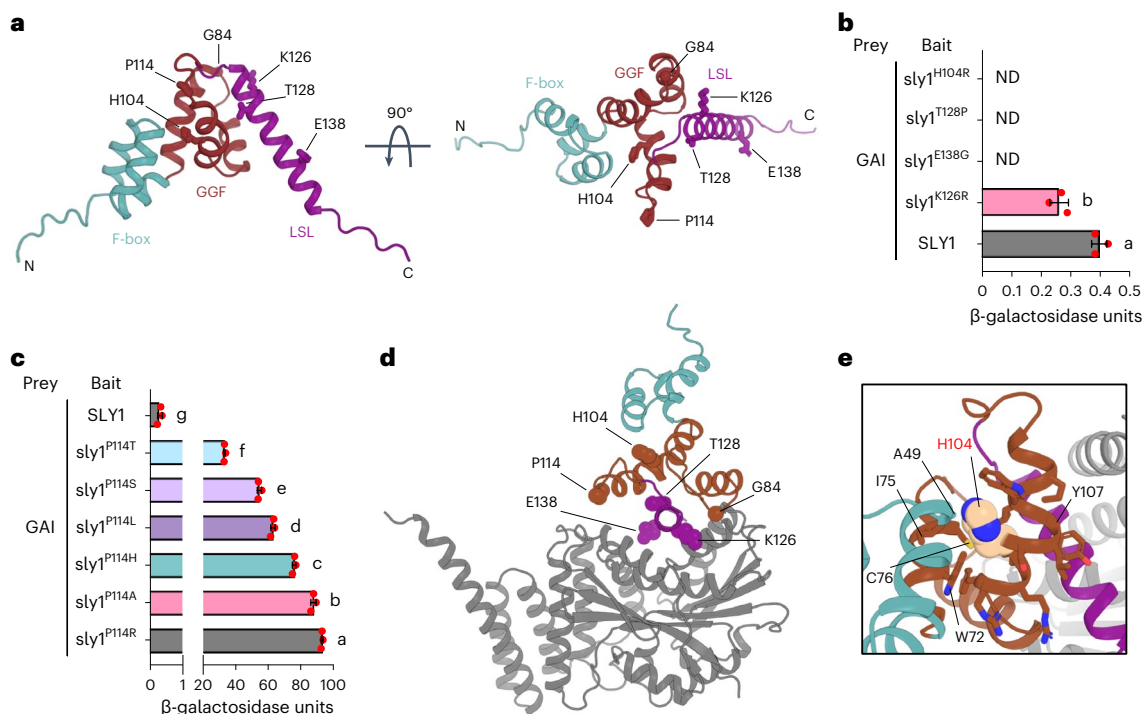 a
G84
P114
K126
H104
T128
E138
GGF
F-box
LSL
N
C
90°
G84
F-box
GGF
LSL
K126
N
C
T128
E138
H104
P114
b
Prey Bait
sly1H104R ND
sly1T128P ND
GAI
sly1E138G ND
sly1K126R b
SLY1 a
0 0.1 0.2 0.3 0.4 0.5
β-galactosidase units
c
Prey Bait
SLY1 g
sly1P114T f
sly1P114S e
GAI
sly1P114L d
sly1P114H c
sly1P114A b
sly1P114R a
0 1 20 40 60 80 100
β-galactosidase units
d
H104
T128
P114
G84
E138
K126
e
H104
A49
I75
Y107
C76
W72